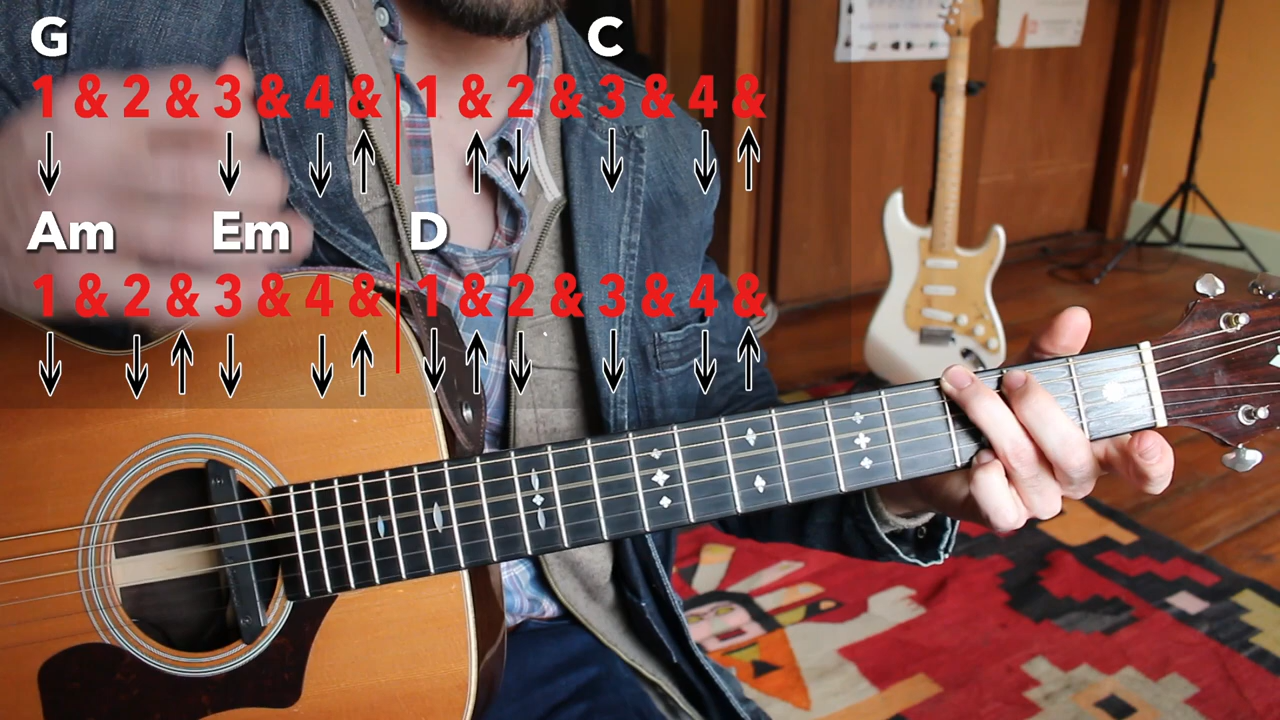 G C
1 & 2 & 3 & 4 & | 1 & 2 & 3 & 4 &
↓ ↓ ↓ ↑ ↑ ↓ ↓ ↓ ↑
Am Em D
1 & 2 & 3 & 4 & | 1 & 2 & 3 & 4 &
↓ ↓ ↑ ↓ ↓ ↑ ↓ ↑ ↓ ↓ ↓ ↑